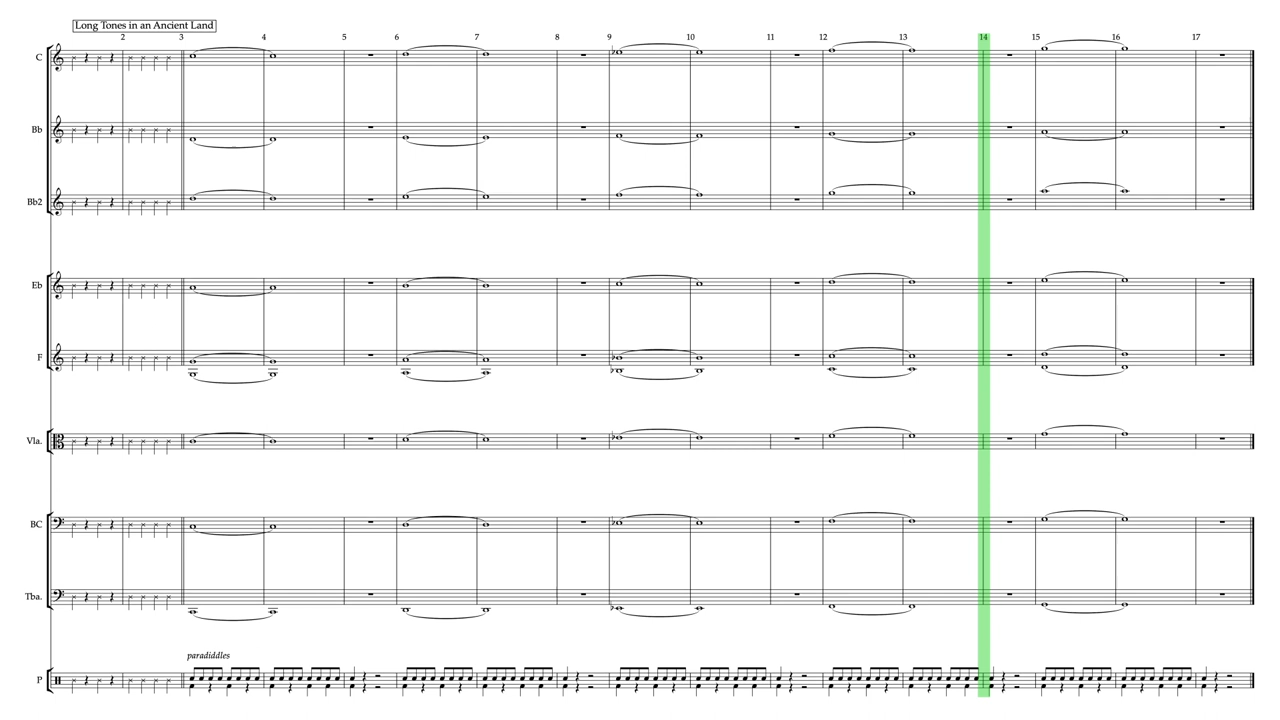 Long Tones in an Ancient Land
2 3 4 5 6 7 8 9 10 11 12 13 14 15 16 17
C
Bb
Bb2
Eb
F
Vla.
BC
Tba.
paradiddles
P